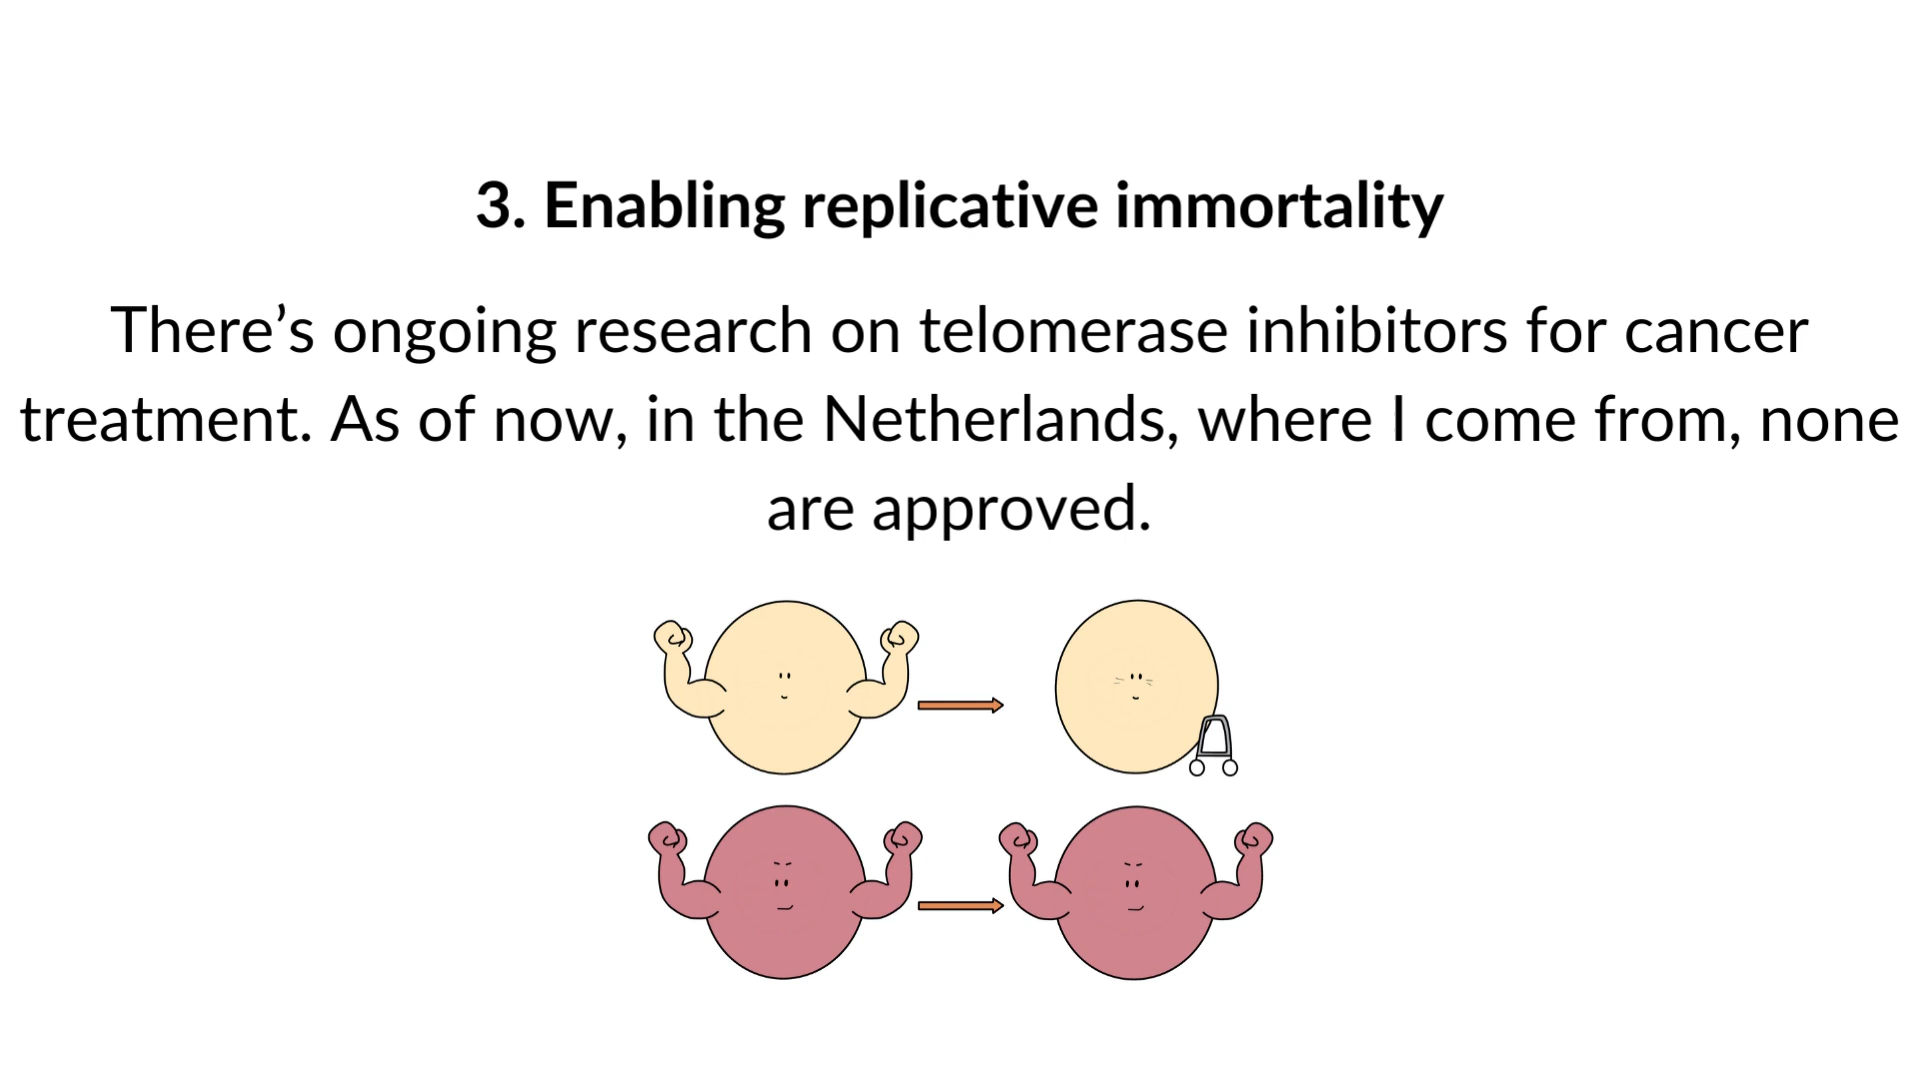 3. Enabling replicative immortality
There’s ongoing research on telomerase inhibitors for cancer
treatment. As of now, in the Netherlands, where I come from, none
are approved.